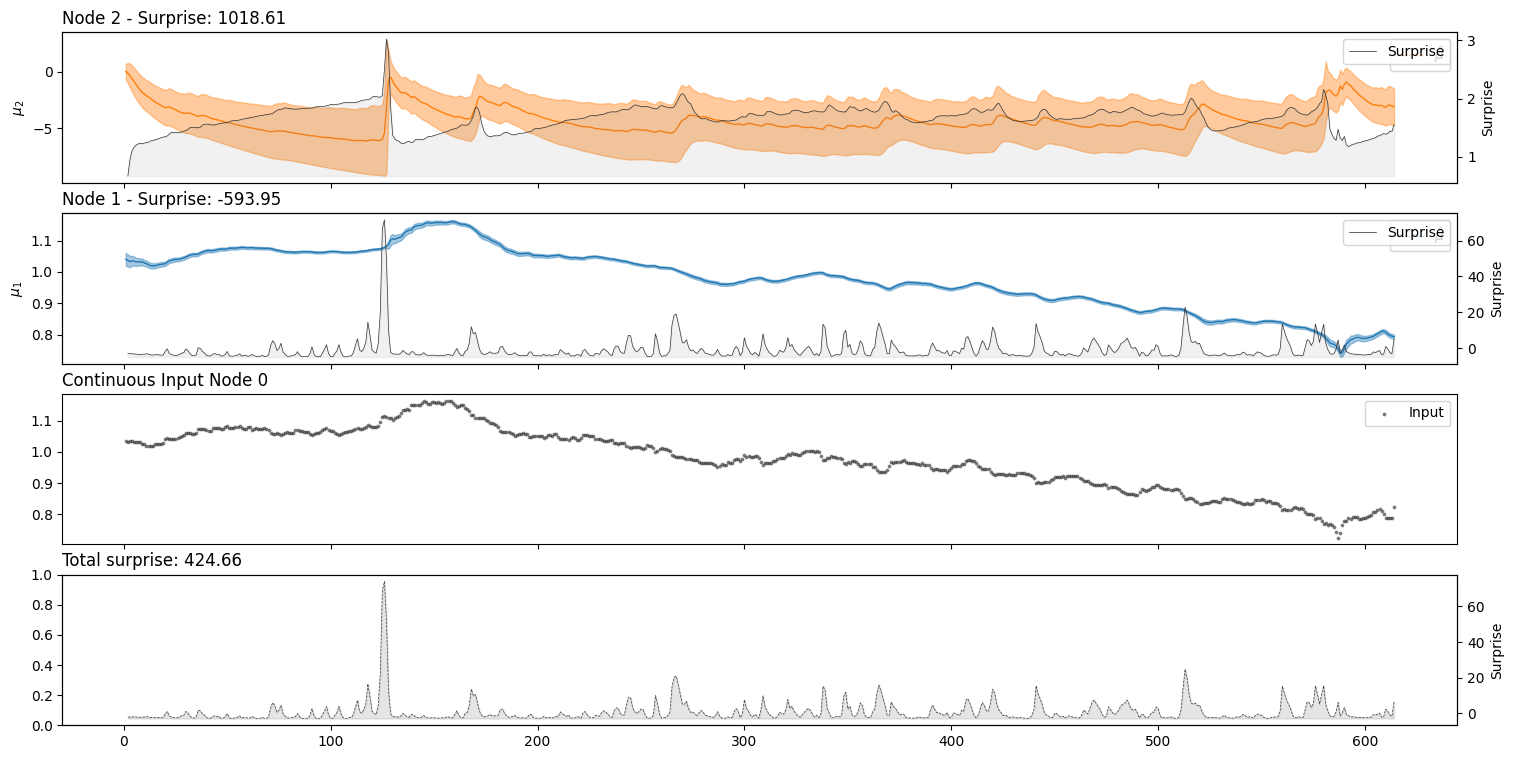 Node 2 - Surprise: 1018.61
μ₂
0
−5
Surprise
3
2
1
Surprise
Node 1 - Surprise: -593.95
μ₁
1.1
1.0
0.9
0.8
Surprise
60
40
20
0
Surprise
Continuous Input Node 0
1.1
1.0
0.9
0.8
Input
Total surprise: 424.66
1.0
0.8
0.6
0.4
0.2
0.0
60
40
20
0
Surprise
0 100 200 300 400 500 600